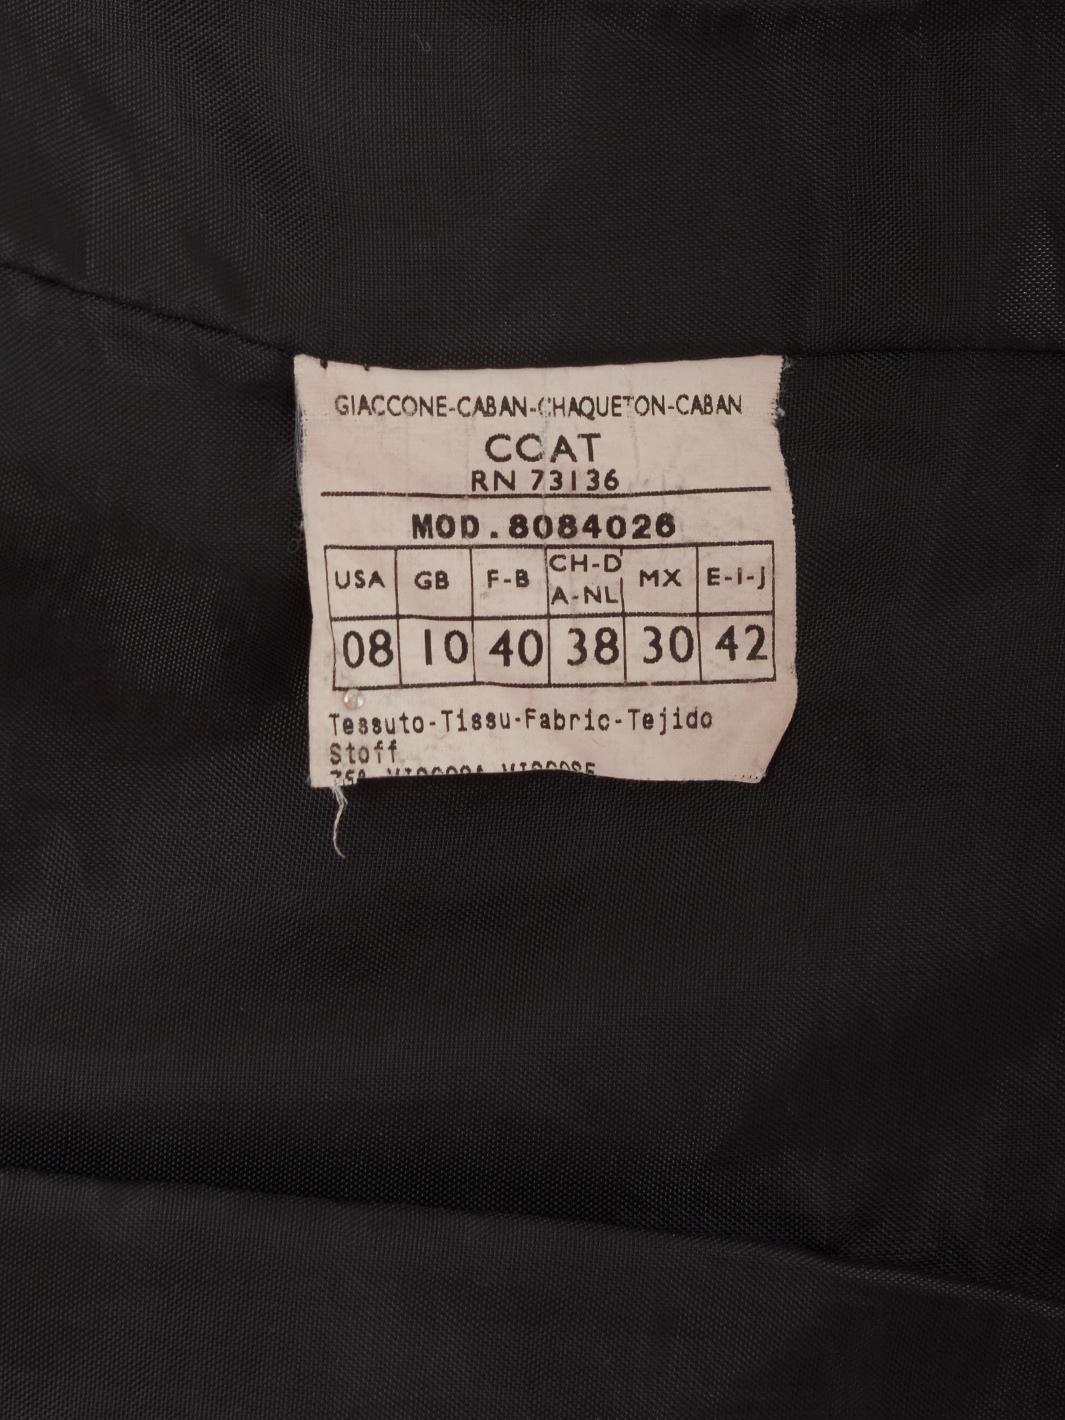 GIACCONE-CABAN-CHAQUETON-CABAN
COAT
RN 73136
MOD.8084026
USA GB F-B CH-D A-NL MX E-I-J
08 10 40 38 30 42
Tessuto-Tissu-Fabric-Tejido
Stoff